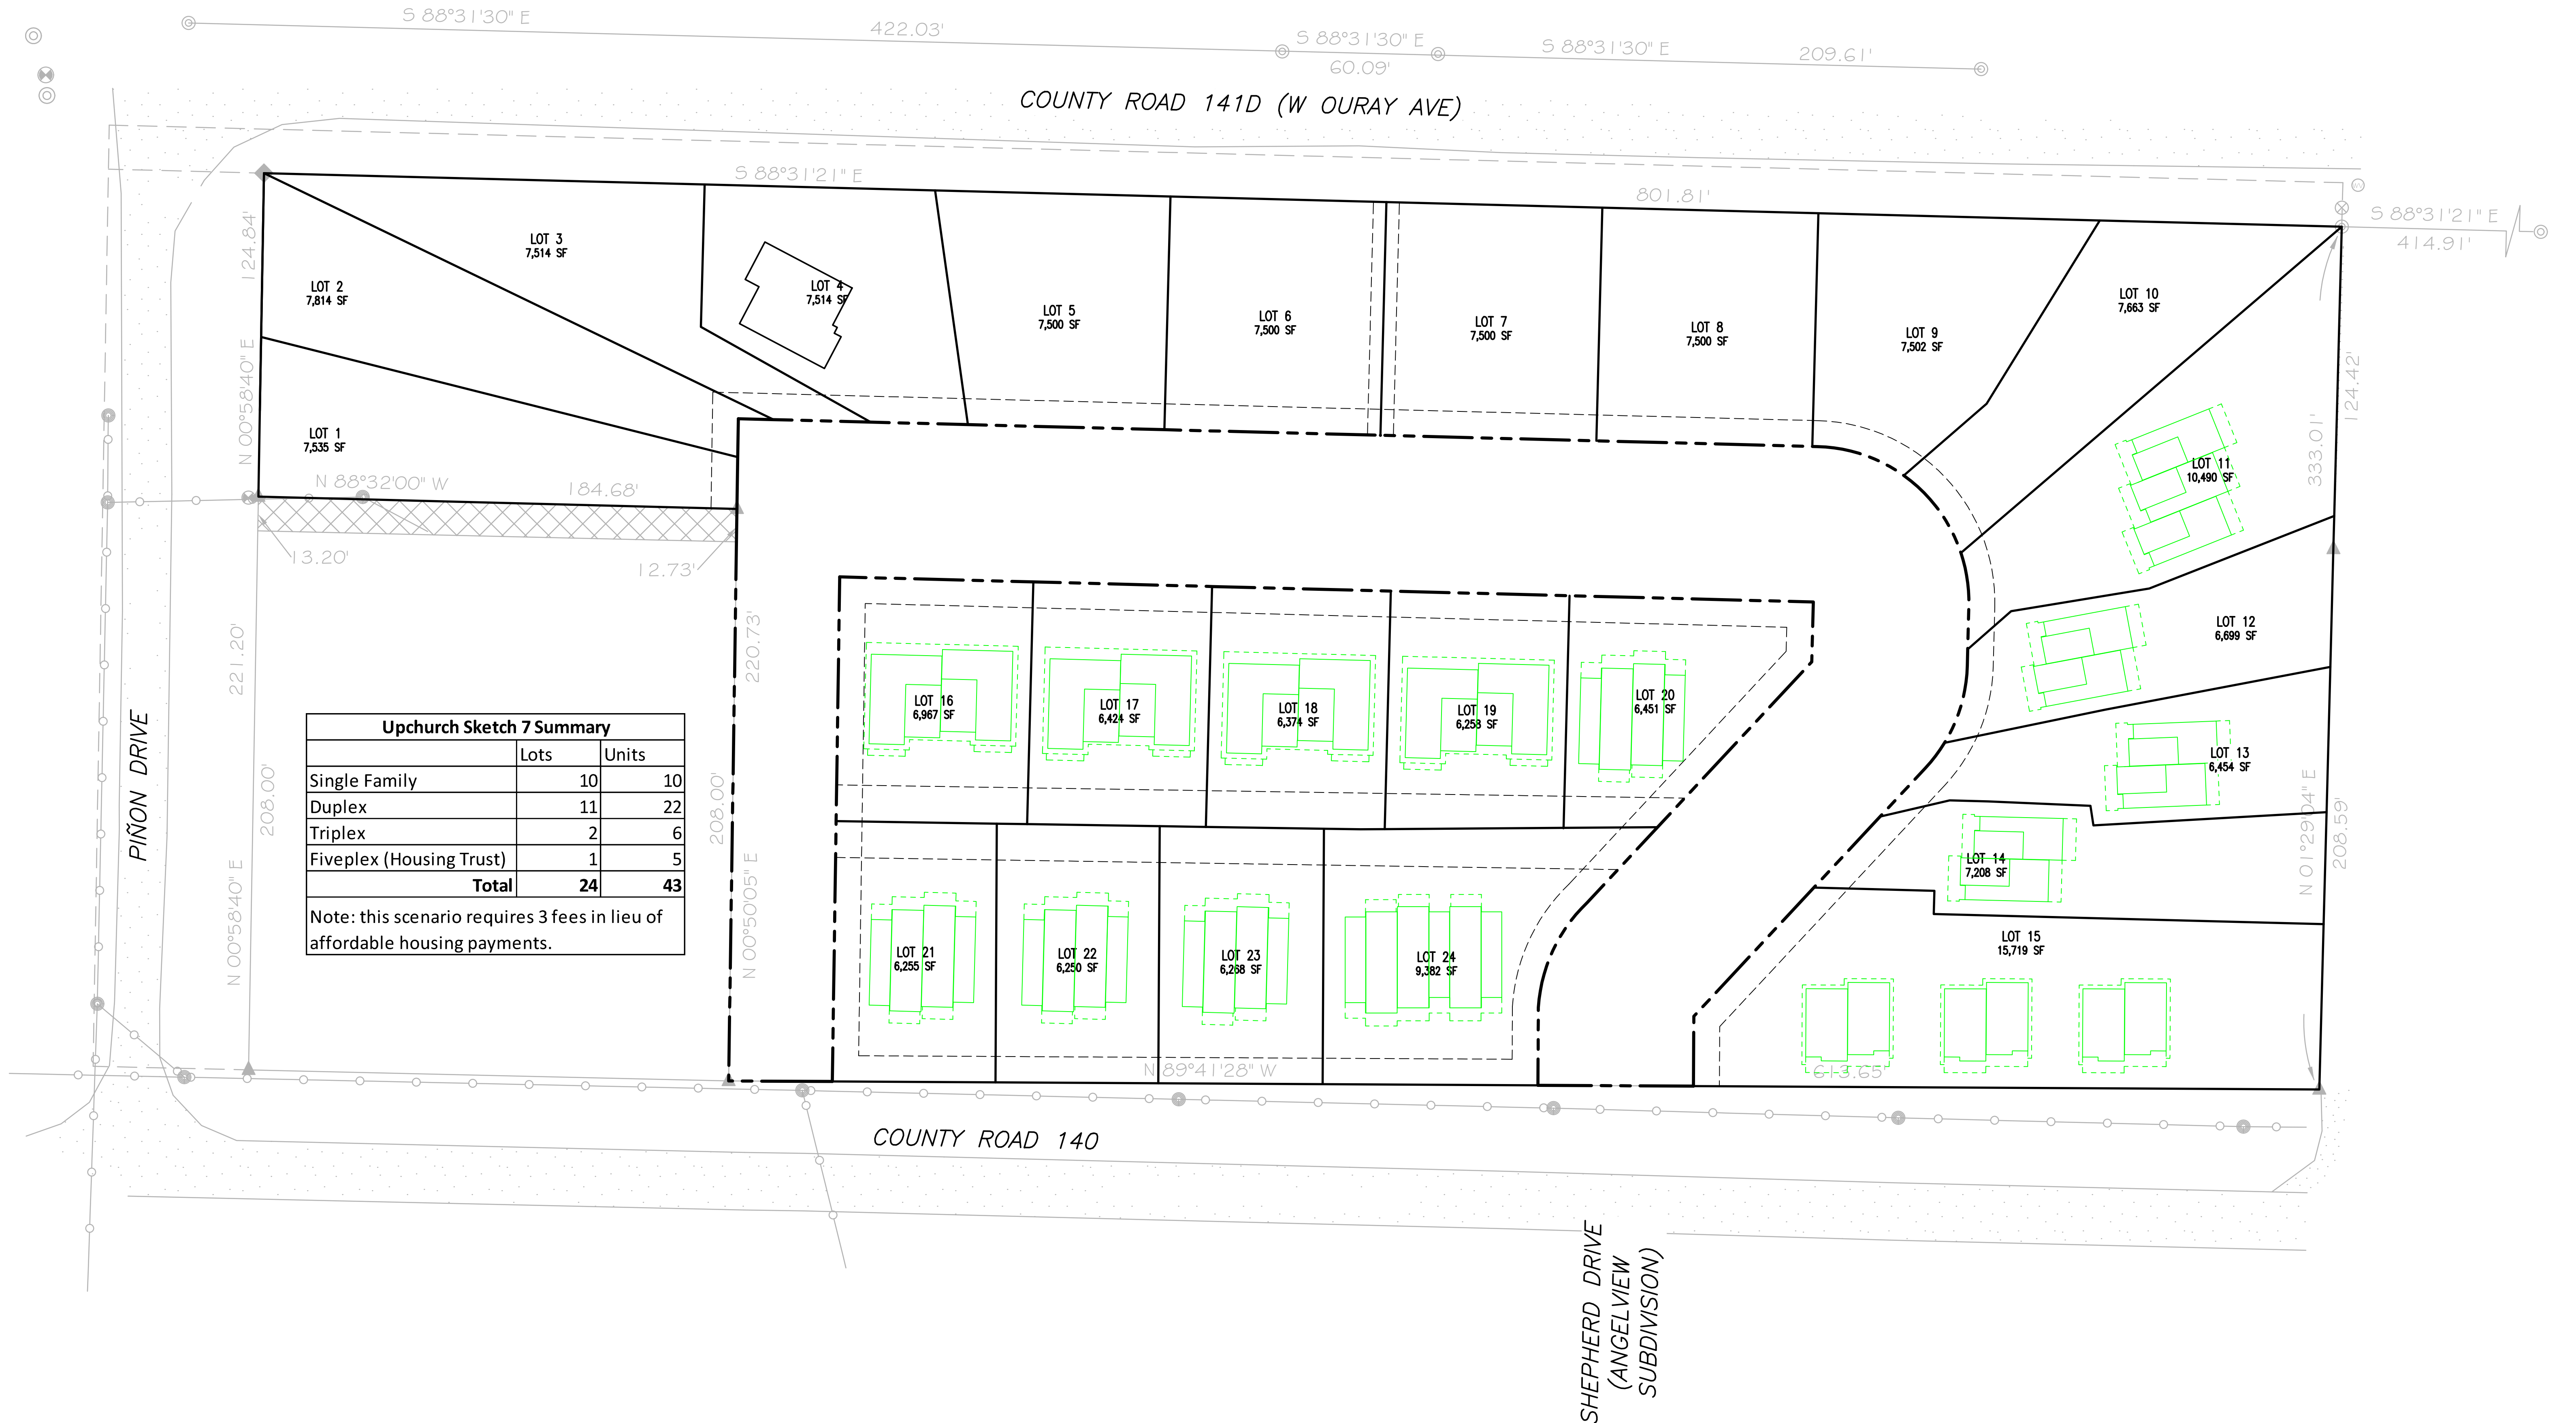 S 88°31'30" E
422.03'
S 88°31'30" E
60.09'
S 88°31'30" E
209.61'
COUNTY ROAD 141D (W OURAY AVE)
S 88°31'21" E
801.81'
S 88°31'21" E
414.91'
124.84'
N 00°58'40" E
LOT 1
7,535 SF
LOT 2
7,814 SF
LOT 3
7,514 SF
LOT 4
7,514 SF
LOT 5
7,500 SF
LOT 6
7,500 SF
LOT 7
7,500 SF
LOT 8
7,500 SF
LOT 9
7,502 SF
LOT 10
7,663 SF
LOT 11
10,490 SF
124.42'
333.01'
N 88°32'00" W
184.68'
13.20'
12.73'
LOT 12
6,699 SF
LOT 13
6,454 SF
LOT 14
7,208 SF
LOT 15
15,719 SF
N 01°29'04" E
208.59'
LOT 16
6,967 SF
LOT 17
6,424 SF
LOT 18
6,374 SF
LOT 19
6,258 SF
LOT 20
6,451 SF
LOT 21
6,255 SF
LOT 22
6,250 SF
LOT 23
6,268 SF
LOT 24
9,382 SF
221.20'
208.00'
N 00°58'40" E
220.73'
208.00'
N 00°50'05" E
PIÑON DRIVE
Upchurch Sketch 7 Summary
Lots Units
Single Family 10 10
Duplex 11 22
Triplex 2 6
Fiveplex (Housing Trust) 1 5
Total 24 43
Note: this scenario requires 3 fees in lieu of
affordable housing payments.
N 89°41'28" W
613.65'
COUNTY ROAD 140
SHEPHERD DRIVE
(ANGELVIEW
SUBDIVISION)